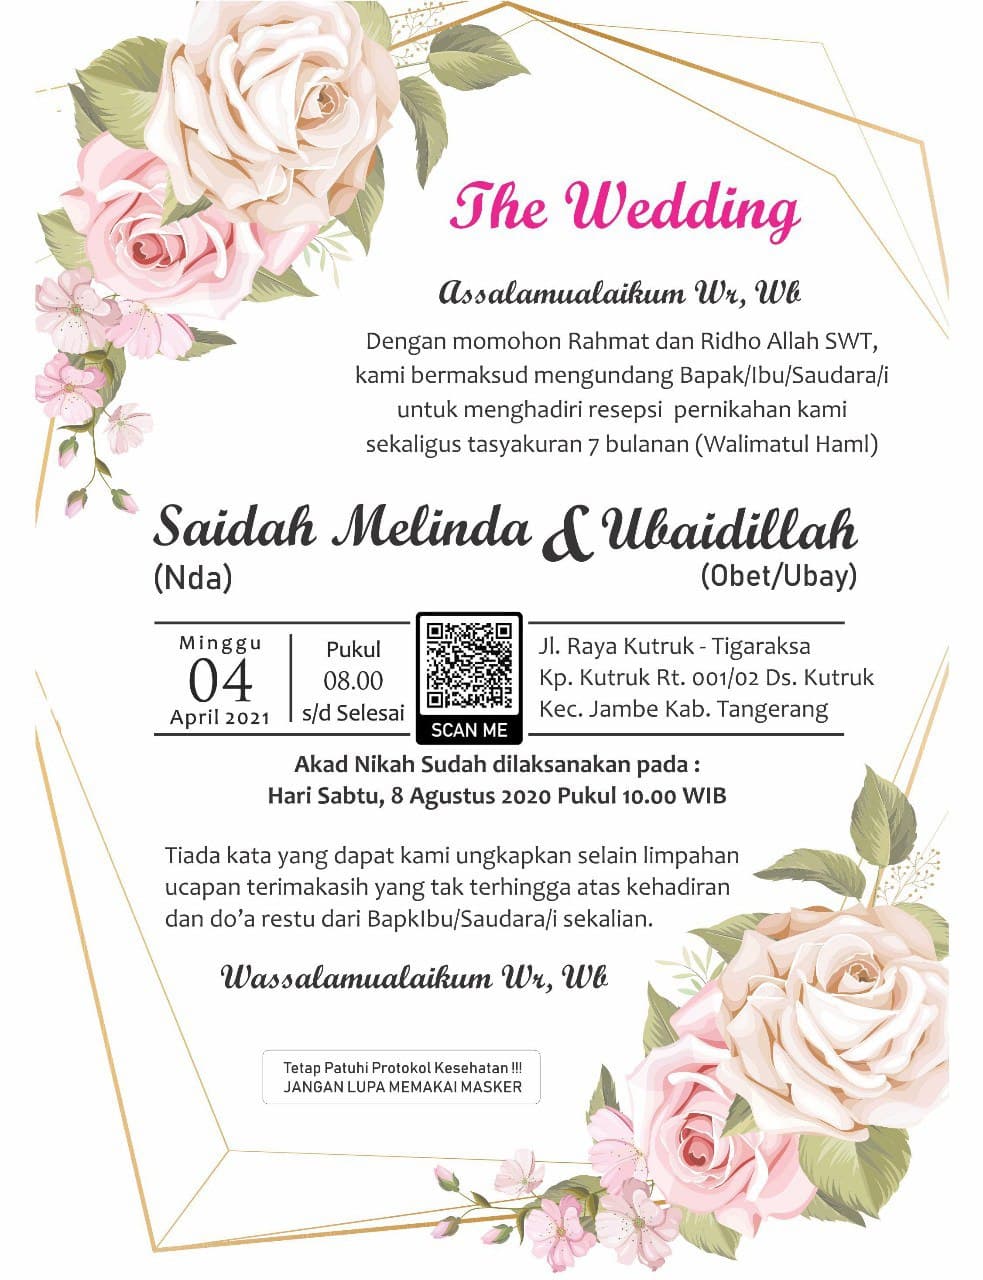 The Wedding
Assalamualaikum Wr, Wb
Dengan momohon Rahmat dan Ridho Allah SWT,
kami bermaksud mengundang Bapak/Ibu/Saudara/i
untuk menghadiri resepsi pernikahan kami
sekaligus tasyakuran 7 bulanan (Walimatul Haml)
Saidah Melinda & Ubaidillah
(Nda)
(Obet/Ubay)
Minggu
04
April 2021
Pukul
08.00
s/d Selesai
SCAN ME
Jl. Raya Kutruk - Tigaraksa
Kp. Kutruk Rt. 001/02 Ds. Kutruk
Kec. Jambe Kab. Tangerang
Akad Nikah Sudah dilaksanakan pada :
Hari Sabtu, 8 Agustus 2020 Pukul 10.00 WIB
Tiada kata yang dapat kami ungkapkan selain limpahan
ucapan terimakasih yang tak terhingga atas kehadiran
dan do'a restu dari BapkIbu/Saudara/i sekalian.
Wassalamualaikum Wr, Wb
Tetap Patuhi Protokol Kesehatan !!!
JANGAN LUPA MEMAKAI MASKER